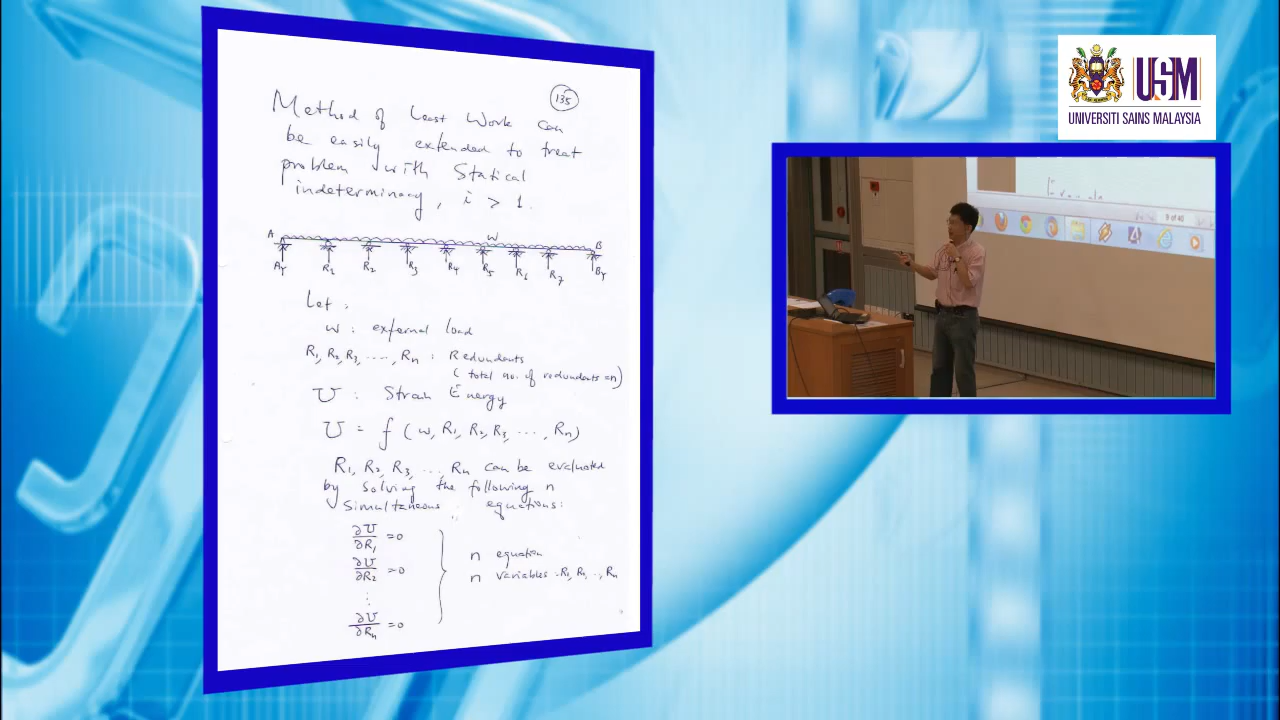 135
Method of Least Work can
be easily extended to treat
problem with Statical
indeterminacy, i > 1.
A W B
Ay R1 R2 R3 R4 R5 R6 R7 By
Let:
w : external load
R1, R2, R3, ...., Rn : Redundants
( total no. of redundants = n)
U : Strain Energy
U = f ( w, R1, R2, R3, ..., Rn)
R1, R2, R3, ..., Rn can be evaluated
by solving the following n
simultaneous equations:
∂U/∂R1 = 0
∂U/∂R2 = 0
⋮
∂U/∂Rn = 0
n equation
n variables : R1, R2, .., Rn
USM
UNIVERSITI SAINS MALAYSIA
9 of 40